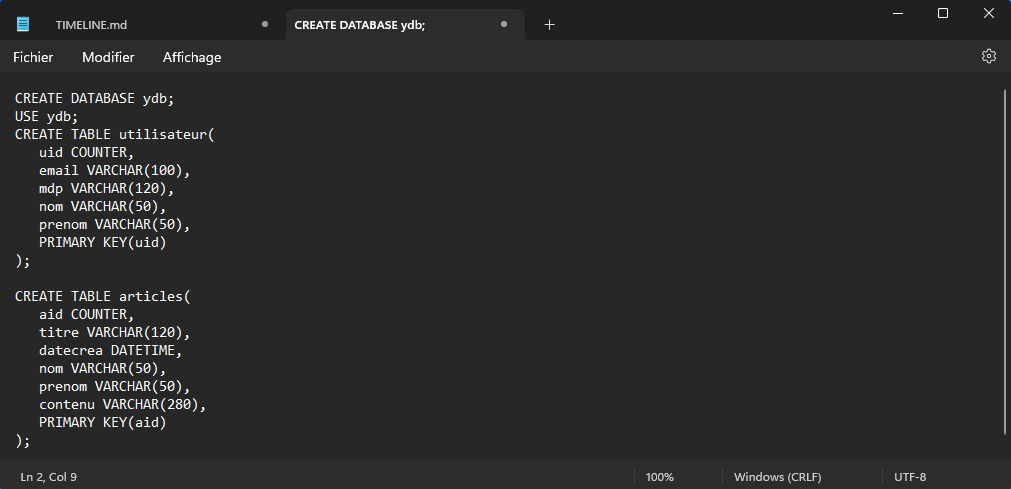 TIMELINE.md
CREATE DATABASE ydb;
Fichier Modifier Affichage
CREATE DATABASE ydb;
USE ydb;
CREATE TABLE utilisateur(
   uid COUNTER,
   email VARCHAR(100),
   mdp VARCHAR(120),
   nom VARCHAR(50),
   prenom VARCHAR(50),
   PRIMARY KEY(uid)
);

CREATE TABLE articles(
   aid COUNTER,
   titre VARCHAR(120),
   datecrea DATETIME,
   nom VARCHAR(50),
   prenom VARCHAR(50),
   contenu VARCHAR(280),
   PRIMARY KEY(aid)
);
Ln 2, Col 9 100% Windows (CRLF) UTF-8